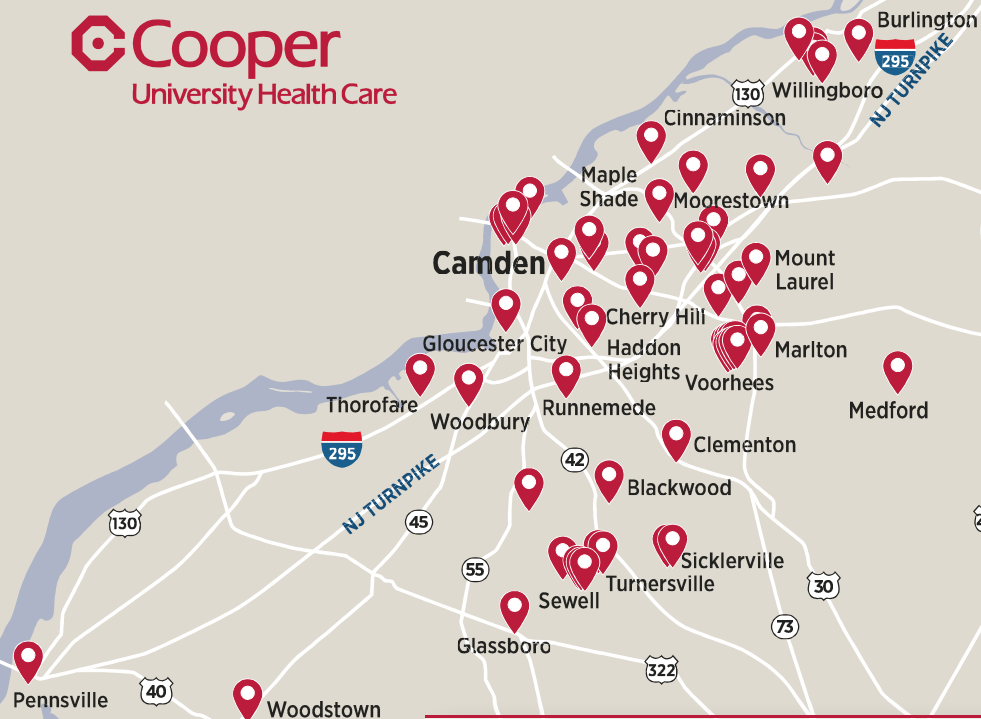 Cooper
University Health Care
Burlington
295
NJ TURNPIKE
Willingboro
130
Cinnaminson
Maple
Shade
Moorestown
Camden
Mount
Laurel
Cherry Hill
Gloucester City
Haddon
Heights
Marlton
Voorhees
Thorofare
Woodbury
Runnemede
Medford
295
Clementon
42
NJ TURNPIKE
Blackwood
130
45
55
Sicklerville
Turnersville
Sewell
30
73
Glassboro
322
Pennsville
40
Woodstown